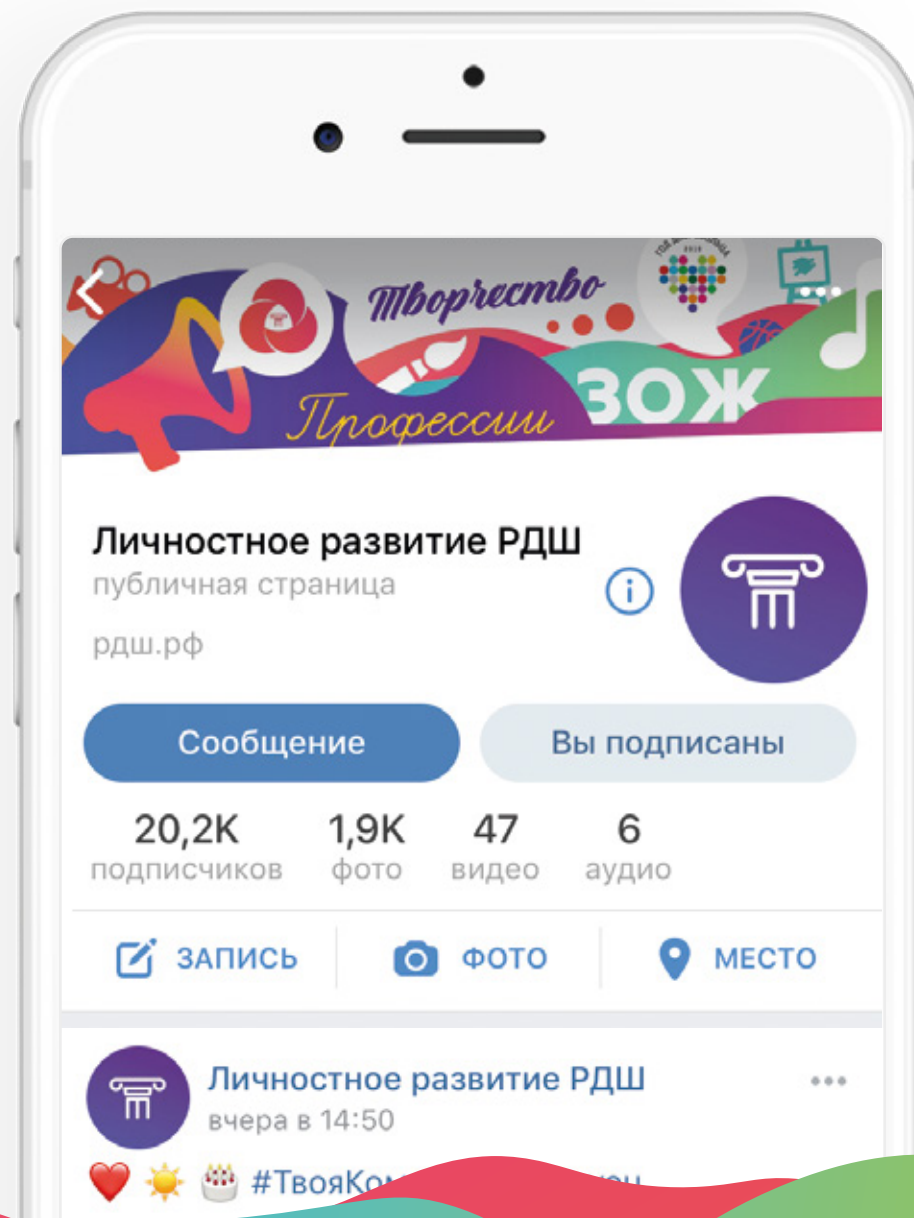 Творчество
Профессии
ЗОЖ
Личностное развитие РДШ
публичная страница
рдш.рф
Сообщение
Вы подписаны
20,2K 1,9K 47 6
подписчиков фото видео аудио
ЗАПИСЬ ФОТО МЕСТО
Личностное развитие РДШ
вчера в 14:50